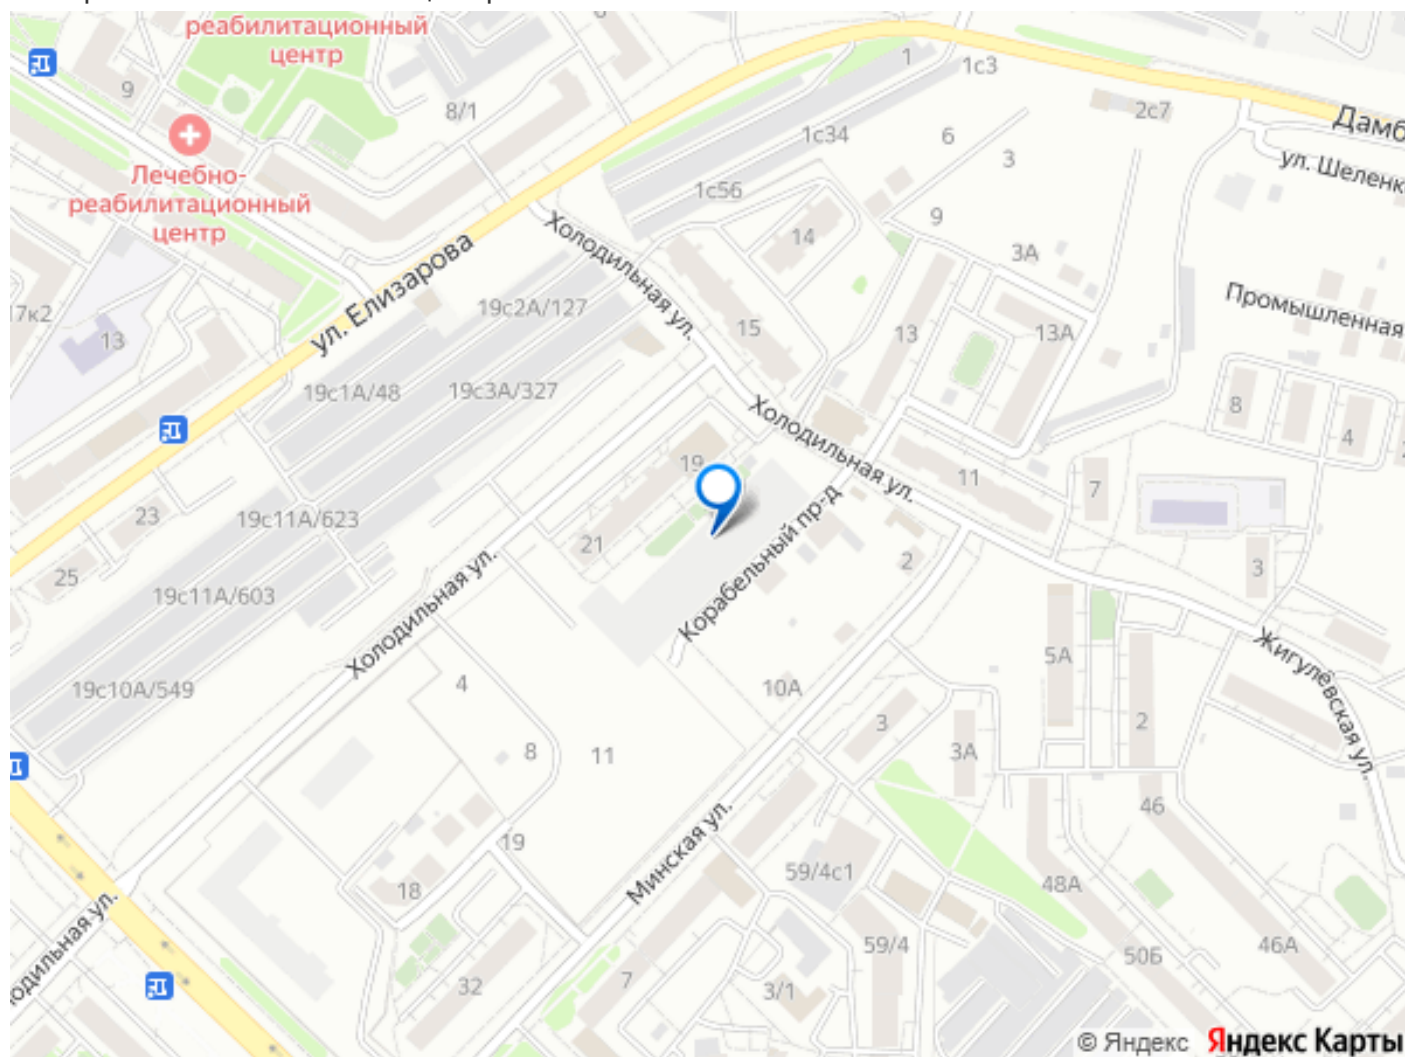 реабилитационный
центр
9
8/1
Лечебно-
реабилитационный
центр
1
1с3
2с7
Дамб
ул. Шеленк
1с34
6
3
1с56
9
14
3А
Холодильная ул.
ул. Елизарова
17к2
13
19с2А/127
15
13
13А
Промышленная
19с1А/48
19с3А/327
8
4
Холодильная ул.
19
11
7
23
19с11А/623
25
21
Корабельный пр-д
2
3
19с11А/603
Холодильная ул.
5А
Жигулёвская ул.
19с10А/549
4
10А
3
2
8
11
3А
46
19
Минская ул.
59/4с1
18
48А
59/4
50Б
46А
32
7
3/1
одильная ул.
© Яндекс Яндекс Карты